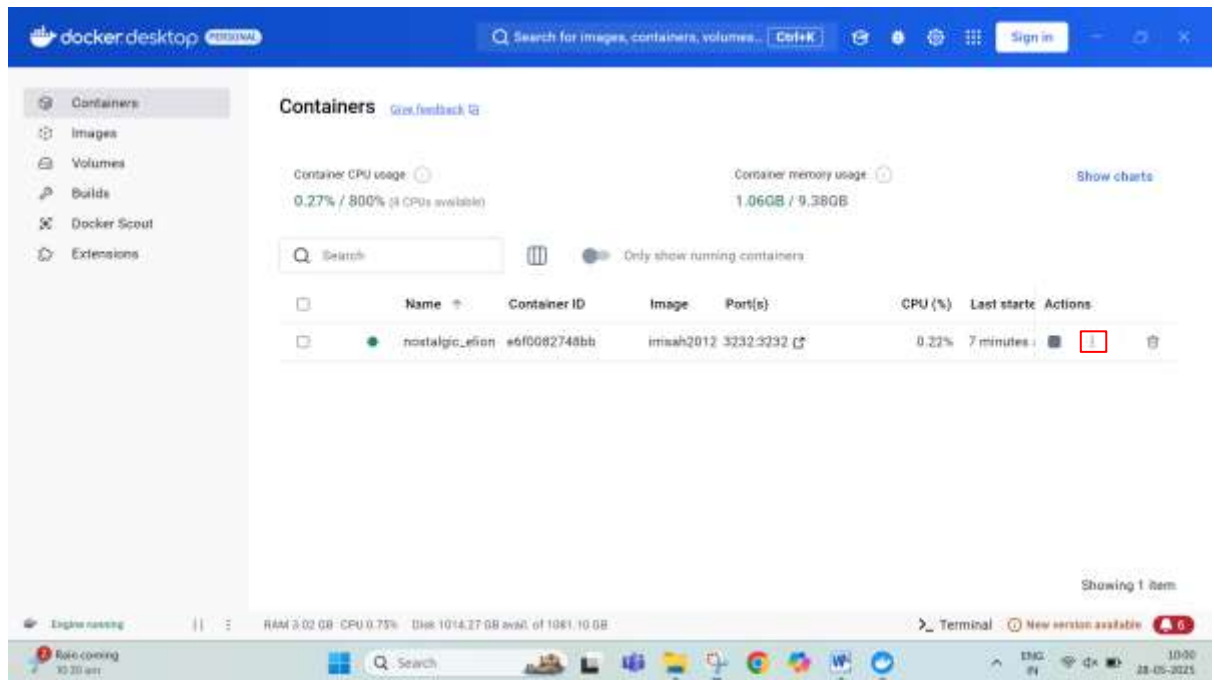 docker desktop PERSONAL
Search for images, containers, volumes... Ctrl+K
Sign in
Containers
Images
Volumes
Builds
Docker Scout
Extensions
Containers Give feedback
Container CPU usage
0.27% / 800% (8 CPUs available)
Container memory usage
1.06GB / 9.38GB
Show charts
Search
Only show running containers
Name Container ID Image Port(s) CPU (%) Last starte Actions
nostalgic_elion e6f0082748bb imisah2012 3232:3232 0.22% 7 minutes
Showing 1 item
Engine running
RAM 3.02 GB CPU 0.75% Disk 1014.27 GB avail. of 1081.10 GB
Terminal New version available 6
Rain coming
10:30 am
Search
ENG
IN
10:00
28-05-2025